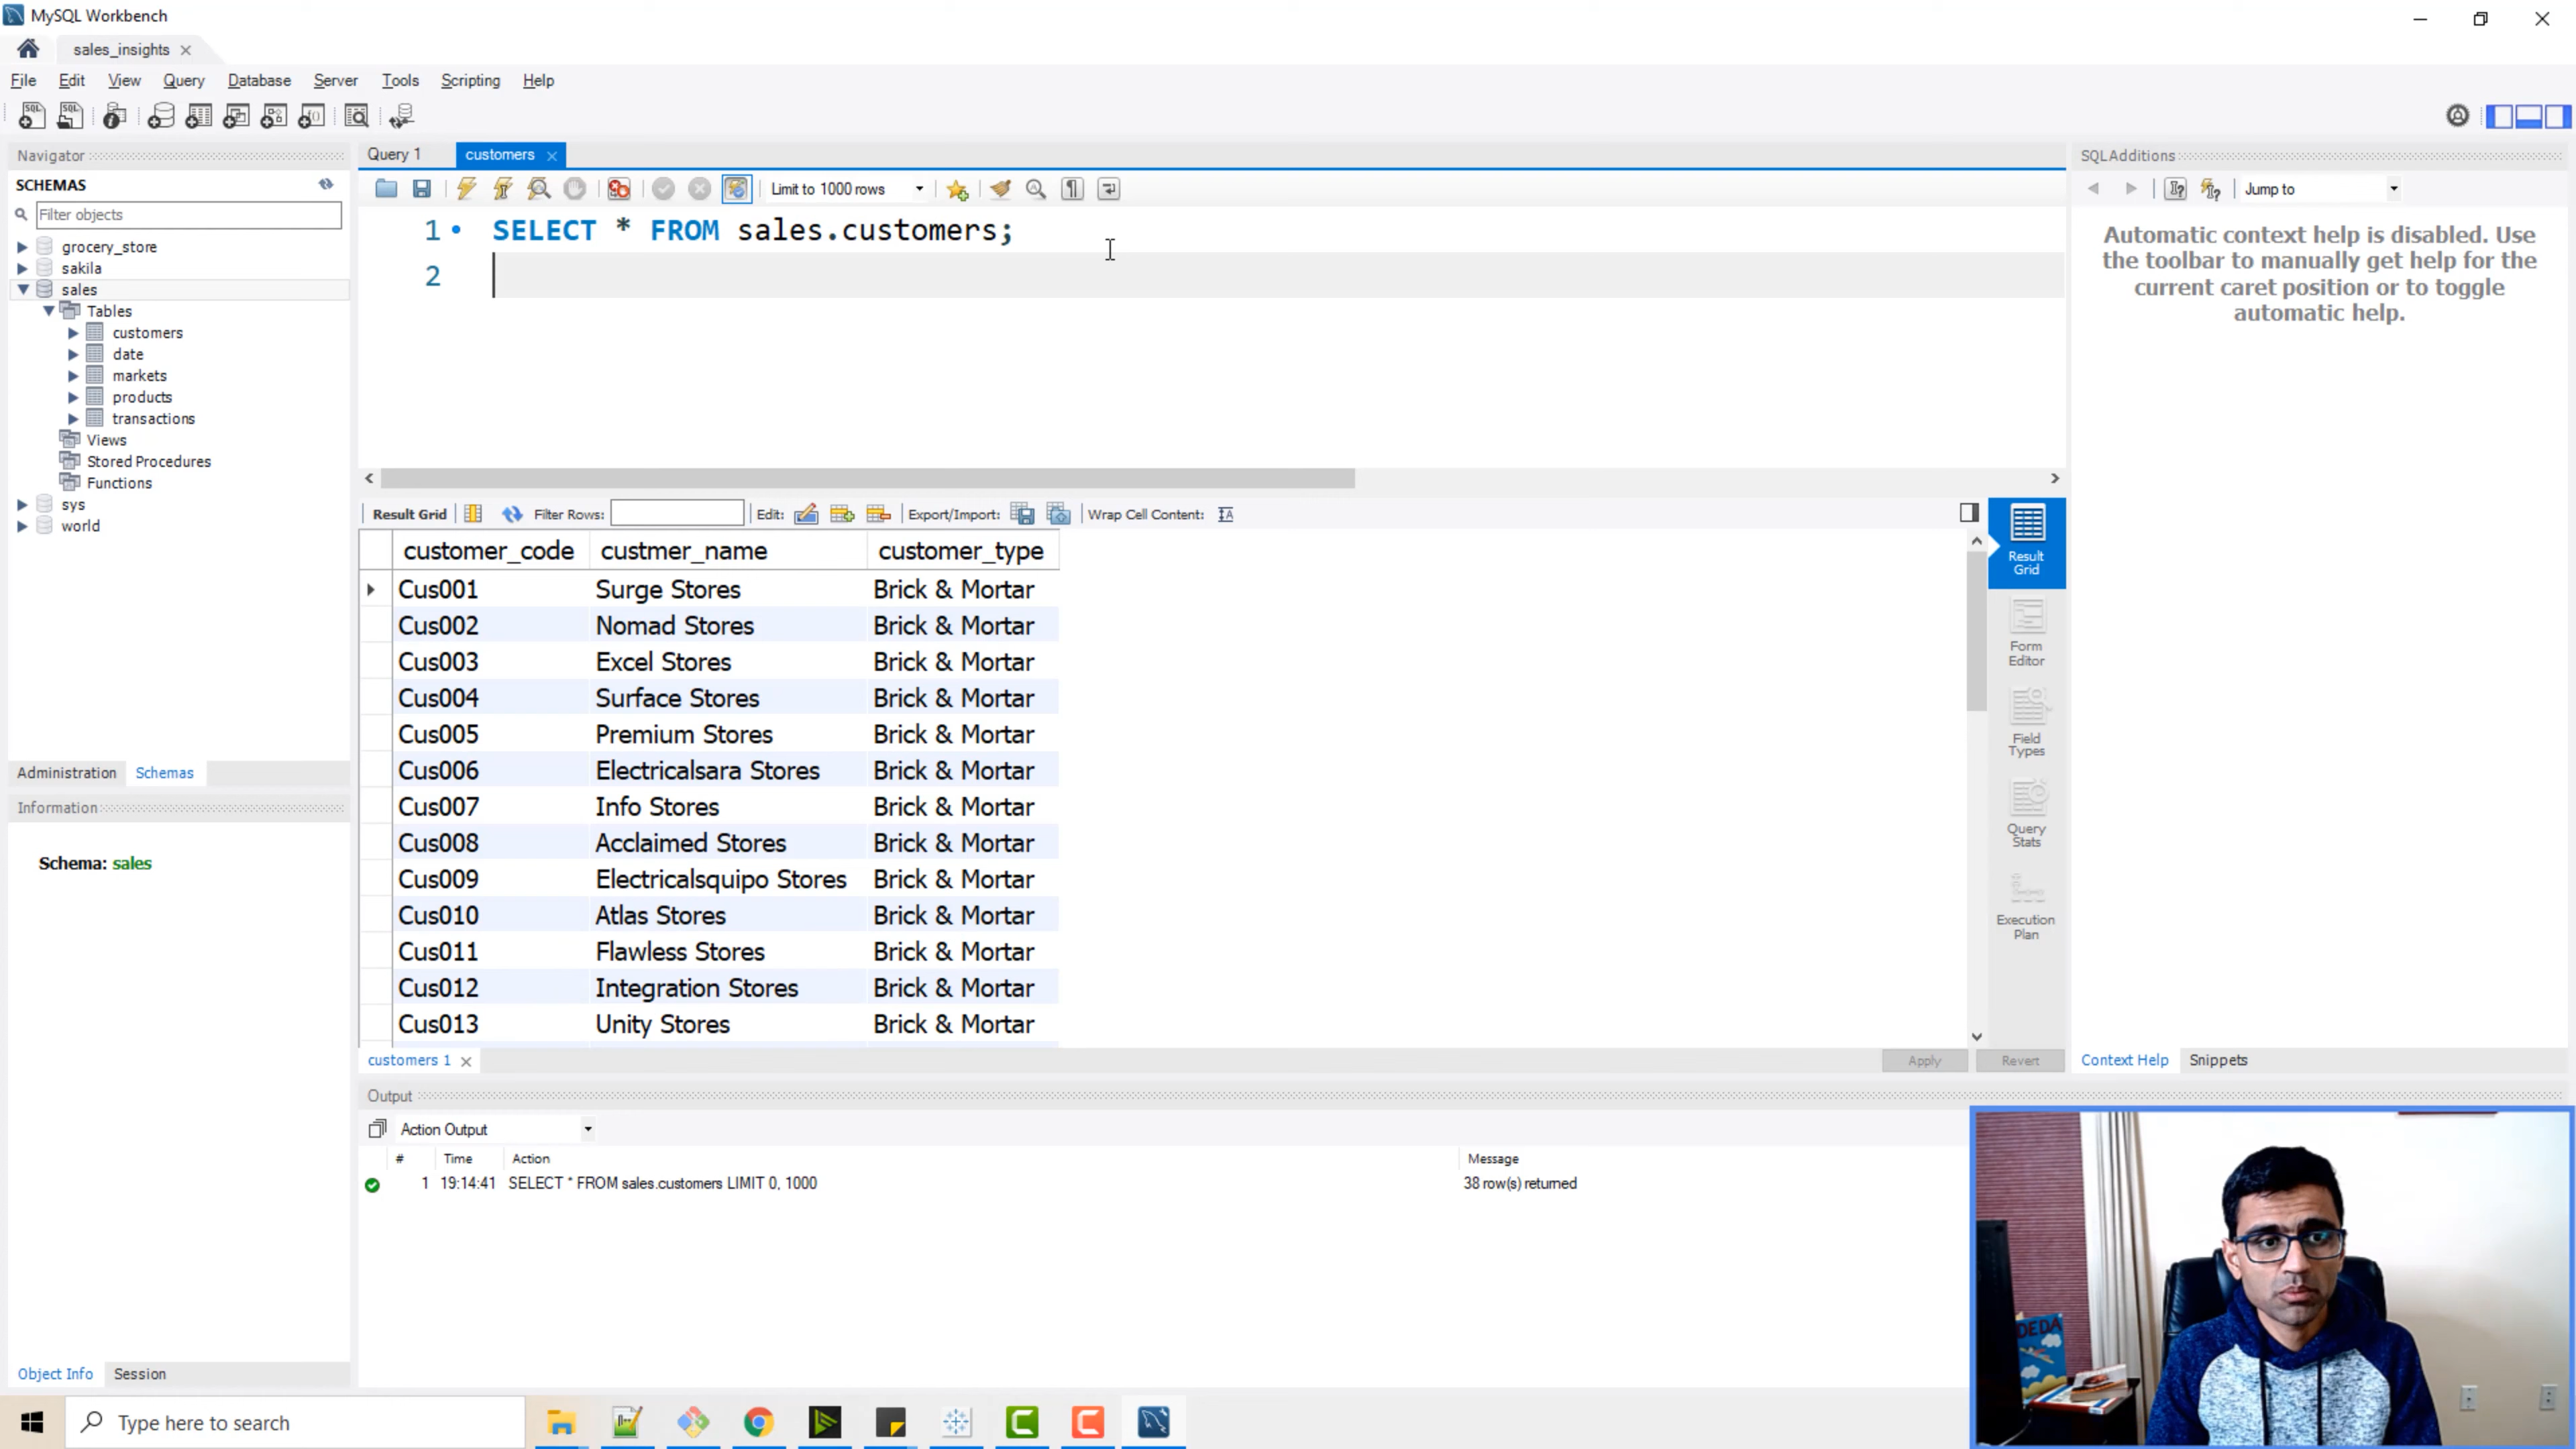 MySQL Workbench
sales_insights
File Edit View Query Database Server Tools Scripting Help
Navigator
SCHEMAS
Filter objects
grocery_store
sakila
sales
Tables
customers
date
markets
products
transactions
Views
Stored Procedures
Functions
sys
world
Administration Schemas
Information
Schema: sales
Object Info Session
Query 1 customers
Limit to 1000 rows
1 SELECT * FROM sales.customers;
2
Result Grid Filter Rows: Edit: Export/Import: Wrap Cell Content:
customer_code custmer_name customer_type
Cus001 Surge Stores Brick & Mortar
Cus002 Nomad Stores Brick & Mortar
Cus003 Excel Stores Brick & Mortar
Cus004 Surface Stores Brick & Mortar
Cus005 Premium Stores Brick & Mortar
Cus006 Electricalsara Stores Brick & Mortar
Cus007 Info Stores Brick & Mortar
Cus008 Acclaimed Stores Brick & Mortar
Cus009 Electricalsquipo Stores Brick & Mortar
Cus010 Atlas Stores Brick & Mortar
Cus011 Flawless Stores Brick & Mortar
Cus012 Integration Stores Brick & Mortar
Cus013 Unity Stores Brick & Mortar
Result
Grid
Form
Editor
Field
Types
Query
Stats
Execution
Plan
customers 1 Apply Revert
Output
Action Output
# Time Action Message
1 19:14:41 SELECT * FROM sales.customers LIMIT 0, 1000 38 row(s) returned
SQLAdditions
Jump to
Automatic context help is disabled. Use
the toolbar to manually get help for the
current caret position or to toggle
automatic help.
Context Help Snippets
Type here to search